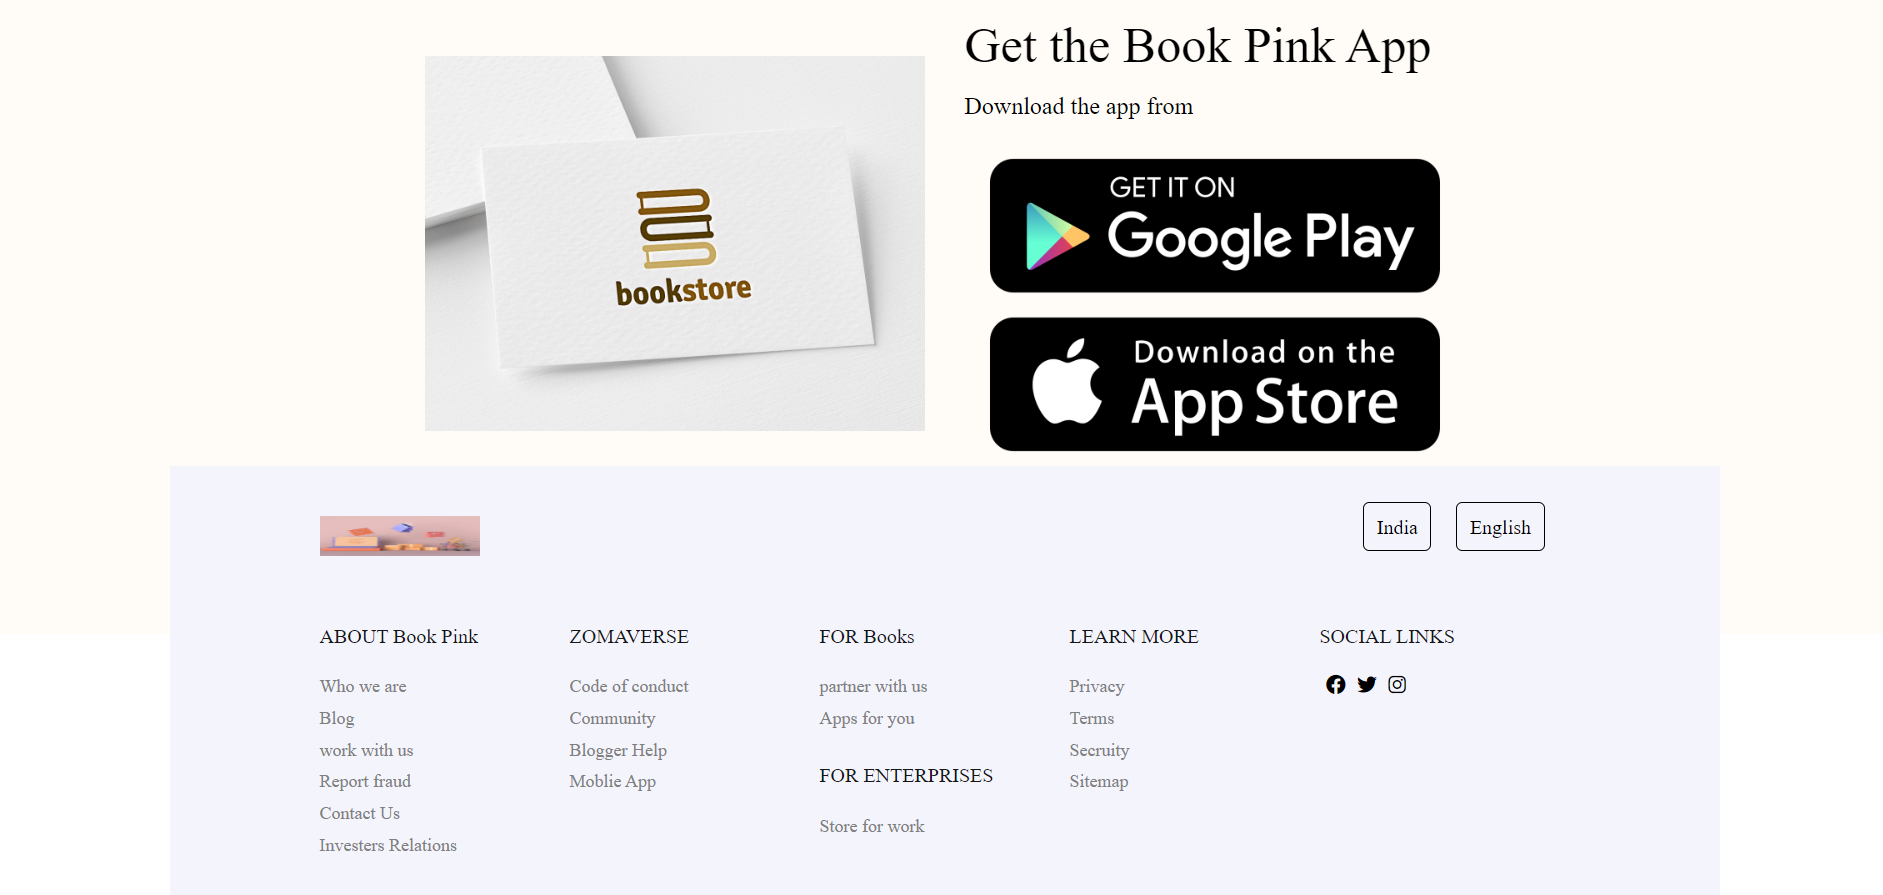 Get the Book Pink App
Download the app from
bookstore
GET IT ON
Google Play
Download on the
App Store
India
English
ABOUT Book Pink
Who we are
Blog
work with us
Report fraud
Contact Us
Investers Relations
ZOMAVERSE
Code of conduct
Community
Blogger Help
Moblie App
FOR Books
partner with us
Apps for you
FOR ENTERPRISES
Store for work
LEARN MORE
Privacy
Terms
Secruity
Sitemap
SOCIAL LINKS